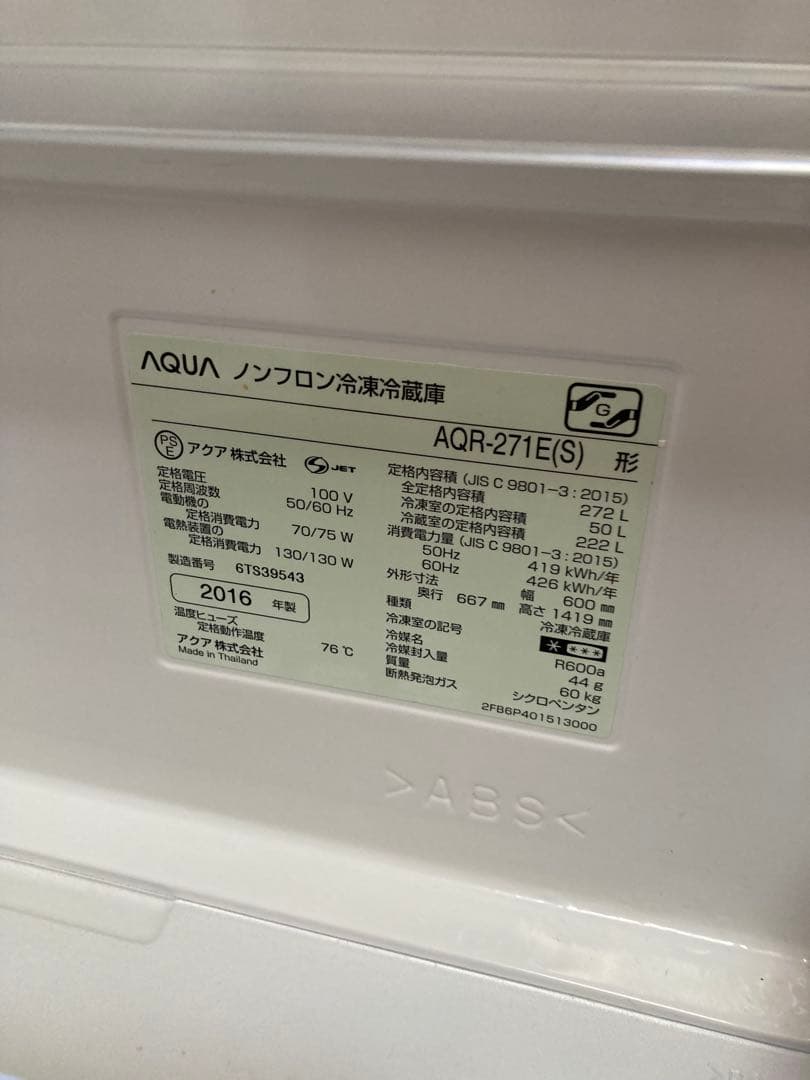 AQUA ノンフロン冷凍冷蔵庫
G
AQR-271E(S) 形
PS E アクア 株式会社 S JET
定格電圧 100 V
定格周波数 50/60 Hz
電動機の
定格消費電力 70/75 W
電熱装置の
定格消費電力 130/130 W
製造番号 6TS39543
2016 年製
温度ヒューズ
定格動作温度 76 ℃
アクア 株式会社
Made in Thailand
定格内容積 (JIS C 9801-3 : 2015)
全定格内容積 272 L
冷凍室の定格内容積 50 L
冷蔵室の定格内容積 222 L
消費電力量 (JIS C 9801-3 : 2015)
50Hz 419 kWh/年
60Hz 426 kWh/年
外形寸法 幅 600 ㎜
奥行 667 ㎜ 高さ 1419 ㎜
種類 冷凍冷蔵庫
冷凍室の記号 * ***
冷媒名 R600a
冷媒封入量 44 g
質量 60 kg
断熱発泡ガス シクロペンタン
2FB6P401513000
>ABS<